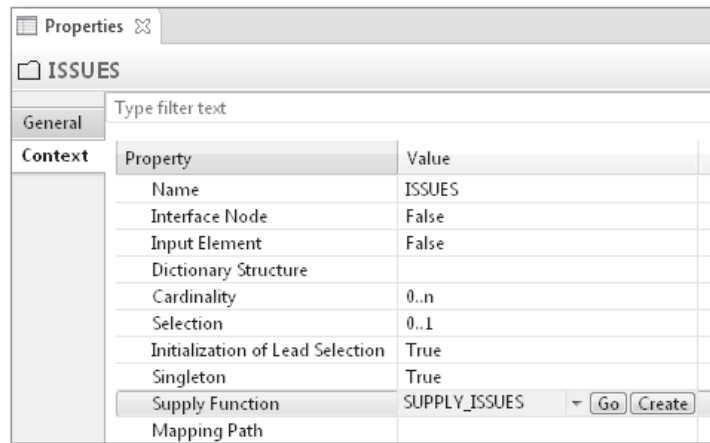 Properties
ISSUES
Type filter text
General
Context
Property Value
Name ISSUES
Interface Node False
Input Element False
Dictionary Structure
Cardinality 0..n
Selection 0..1
Initialization of Lead Selection True
Singleton True
Supply Function SUPPLY_ISSUES Go Create
Mapping Path